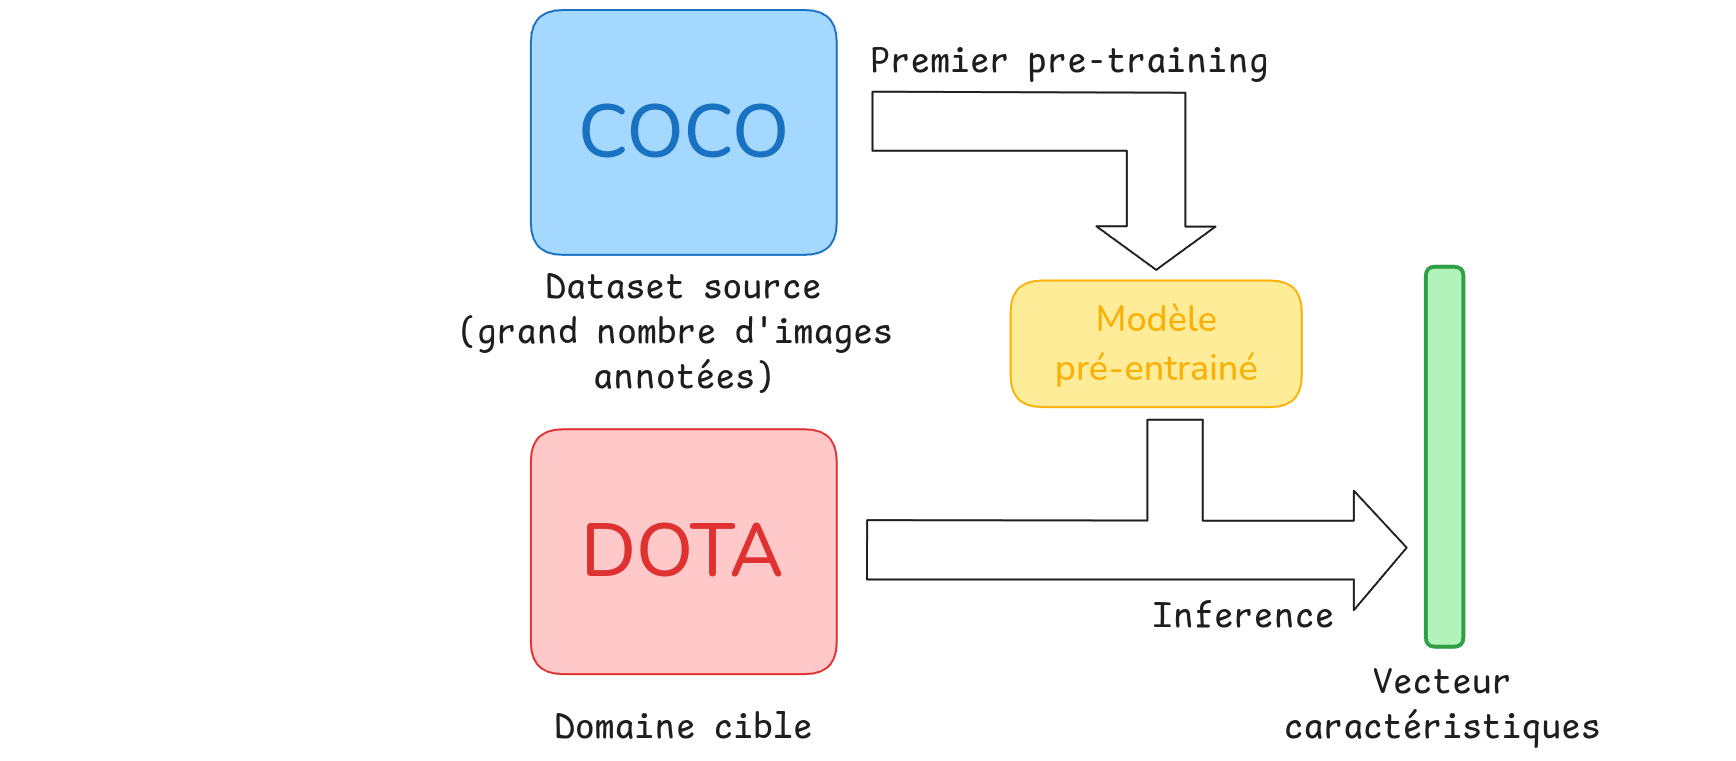 COCO
Premier pre-training
Dataset source
(grand nombre d'images
annotées)
Modèle
pré-entrainé
DOTA
Inference
Domaine cible
Vecteur
caractéristiques